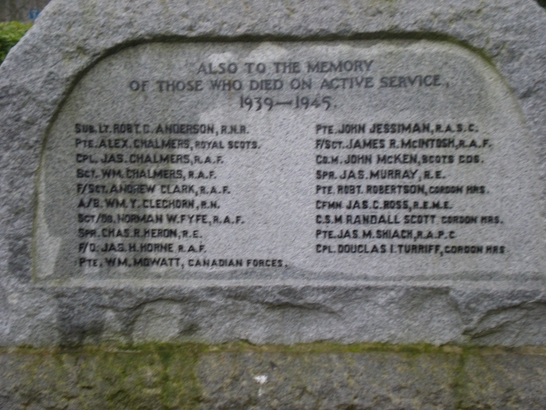 ALSO TO THE MEMORY
OF THOSE WHO DIED ON ACTIVE SERVICE,
1939—1945.
SUB. LT. ROBT. C. ANDERSON, R.N.R.
PTE. ALEX. CHALMERS, ROYAL SCOTS.
CPL. JAS. CHALMERS, R.A.F.
SGT. WM. CHALMERS, R.A.F.
F/SGT. ANDREW CLARK, R.A.F.
A/B. WM. Y. CLEGHORN, R.N.
SGT/OB. NORMAN W. FYFE, R.A.F.
SPR. CHAS. R. HERON, R.E.
F/O. JAS. H. HORNE R.A.F.
PTE. WM. MOWATT, CANADIAN FORCES.
PTE. JOHN JESSIMAN, R.A.S.C.
F/SGT. JAMES R. McINTOSH, R.A.F.
GD.M. JOHN McKEN, SCOTS GDS.
SPR. JAS. MURRAY, R.E.
PTE. ROBT. ROBERTSON, GORDON HRS.
CFMN JAS. C. ROSS, R.E.M.E.
C.S.M RANDALL SCOTT, GORDON HRS.
PTE. JAS. M. SKIACH, R.A.P.C
CPL. DOUGLAS I. TURRIFF, GORDON HRS